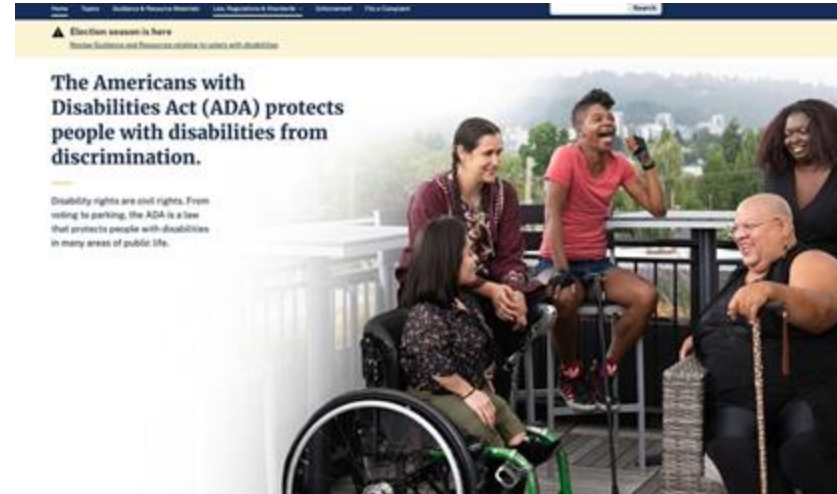 Home Topics Guidance & Resource Materials Law, Regulations & Standards Enforcement File a Complaint Search
Election season is here
Review Guidance and Resources relating to voters with disabilities
The Americans with
Disabilities Act (ADA) protects
people with disabilities from
discrimination.
Disability rights are civil rights. From
voting to parking, the ADA is a law
that protects people with disabilities
in many areas of public life.